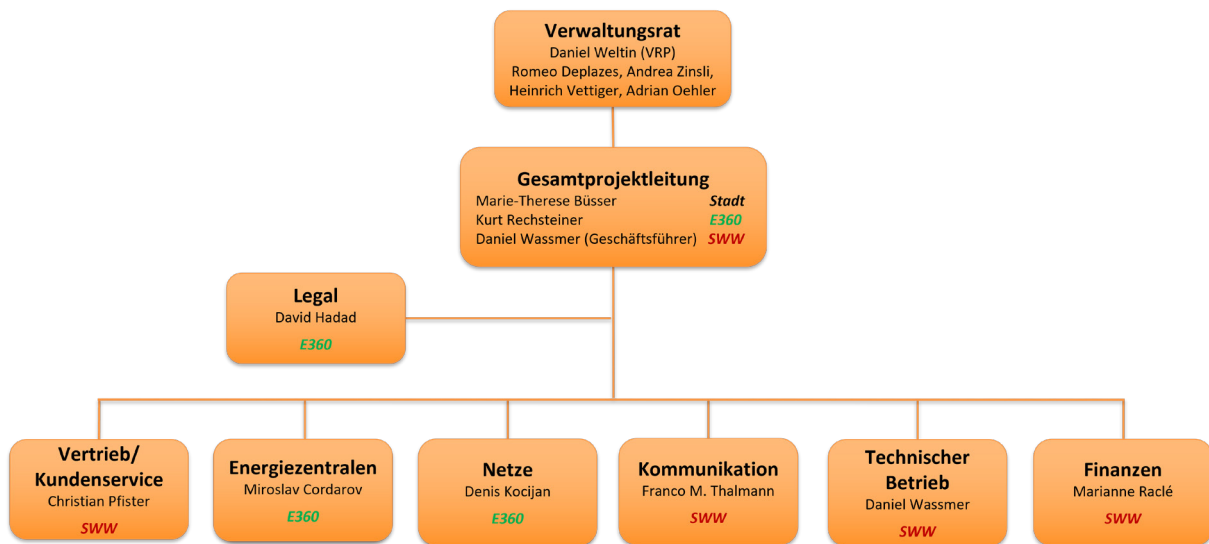 Verwaltungsrat
Daniel Weltin (VRP)
Romeo Deplazes, Andrea Zinsli,
Heinrich Vettiger, Adrian Oehler
Gesamtprojektleitung
Marie-Therese Büsser Stadt
Kurt Rechsteiner E360
Daniel Wassmer (Geschäftsführer) SWW
Legal
David Hadad
E360
Vertrieb/
Kundenservice
Christian Pfister
SWW
Energiezentralen
Miroslav Cordarov
E360
Netze
Denis Kocijan
E360
Kommunikation
Franco M. Thalmann
SWW
Technischer
Betrieb
Daniel Wassmer
SWW
Finanzen
Marianne Raclé
SWW